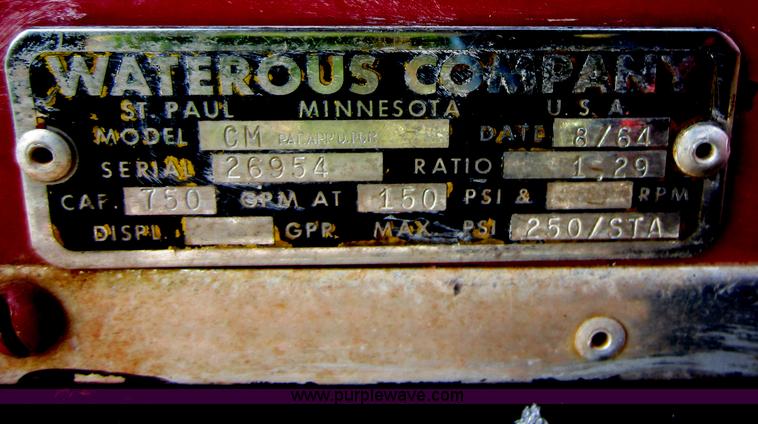 WATEROUS COMPANY
ST. PAUL MINNESOTA U.S.A.
MODEL CM DATE 8/64
SERIAL 26954 RATIO 1.29
CAP. 750 GPM AT 150 PSI & RPM
DISPL. GPR MAX. PSI 250/STA
www.purplewave.com